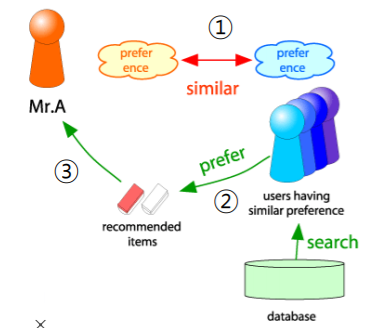 ①
prefer
ence
prefer
ence
similar
Mr.A
prefer
③
②
users having
similar preference
recommended
items
search
database
×